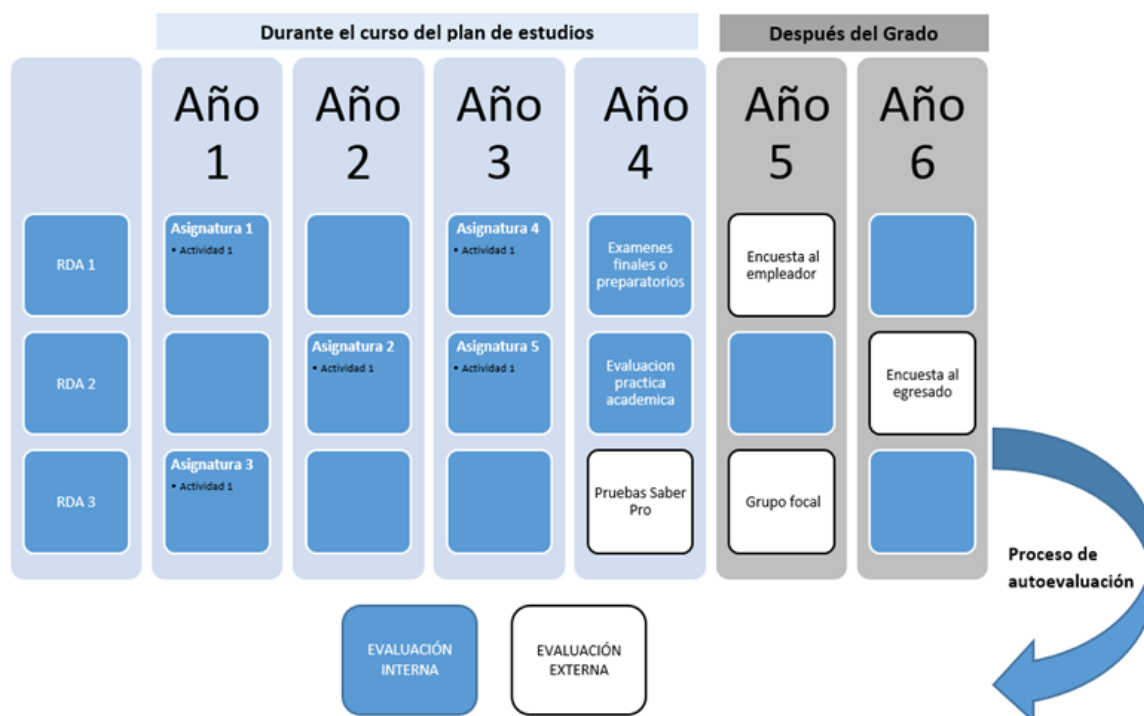 Durante el curso del plan de estudios
Después del Grado
Año
1
Año
2
Año
3
Año
4
Año
5
Año
6
RDA 1
Asignatura 1
• Actividad 1
Asignatura 4
• Actividad 1
Examenes
finales o
preparatorios
Encuesta al
empleador
RDA 2
Asignatura 2
• Actividad 1
Asignatura 5
• Actividad 1
Evaluacion
practica
academica
Encuesta al
egresado
RDA 3
Asignatura 3
• Actividad 1
Pruebas Saber
Pro
Grupo focal
Proceso de
autoevaluación
EVALUACIÓN
INTERNA
EVALUACIÓN
EXTERNA